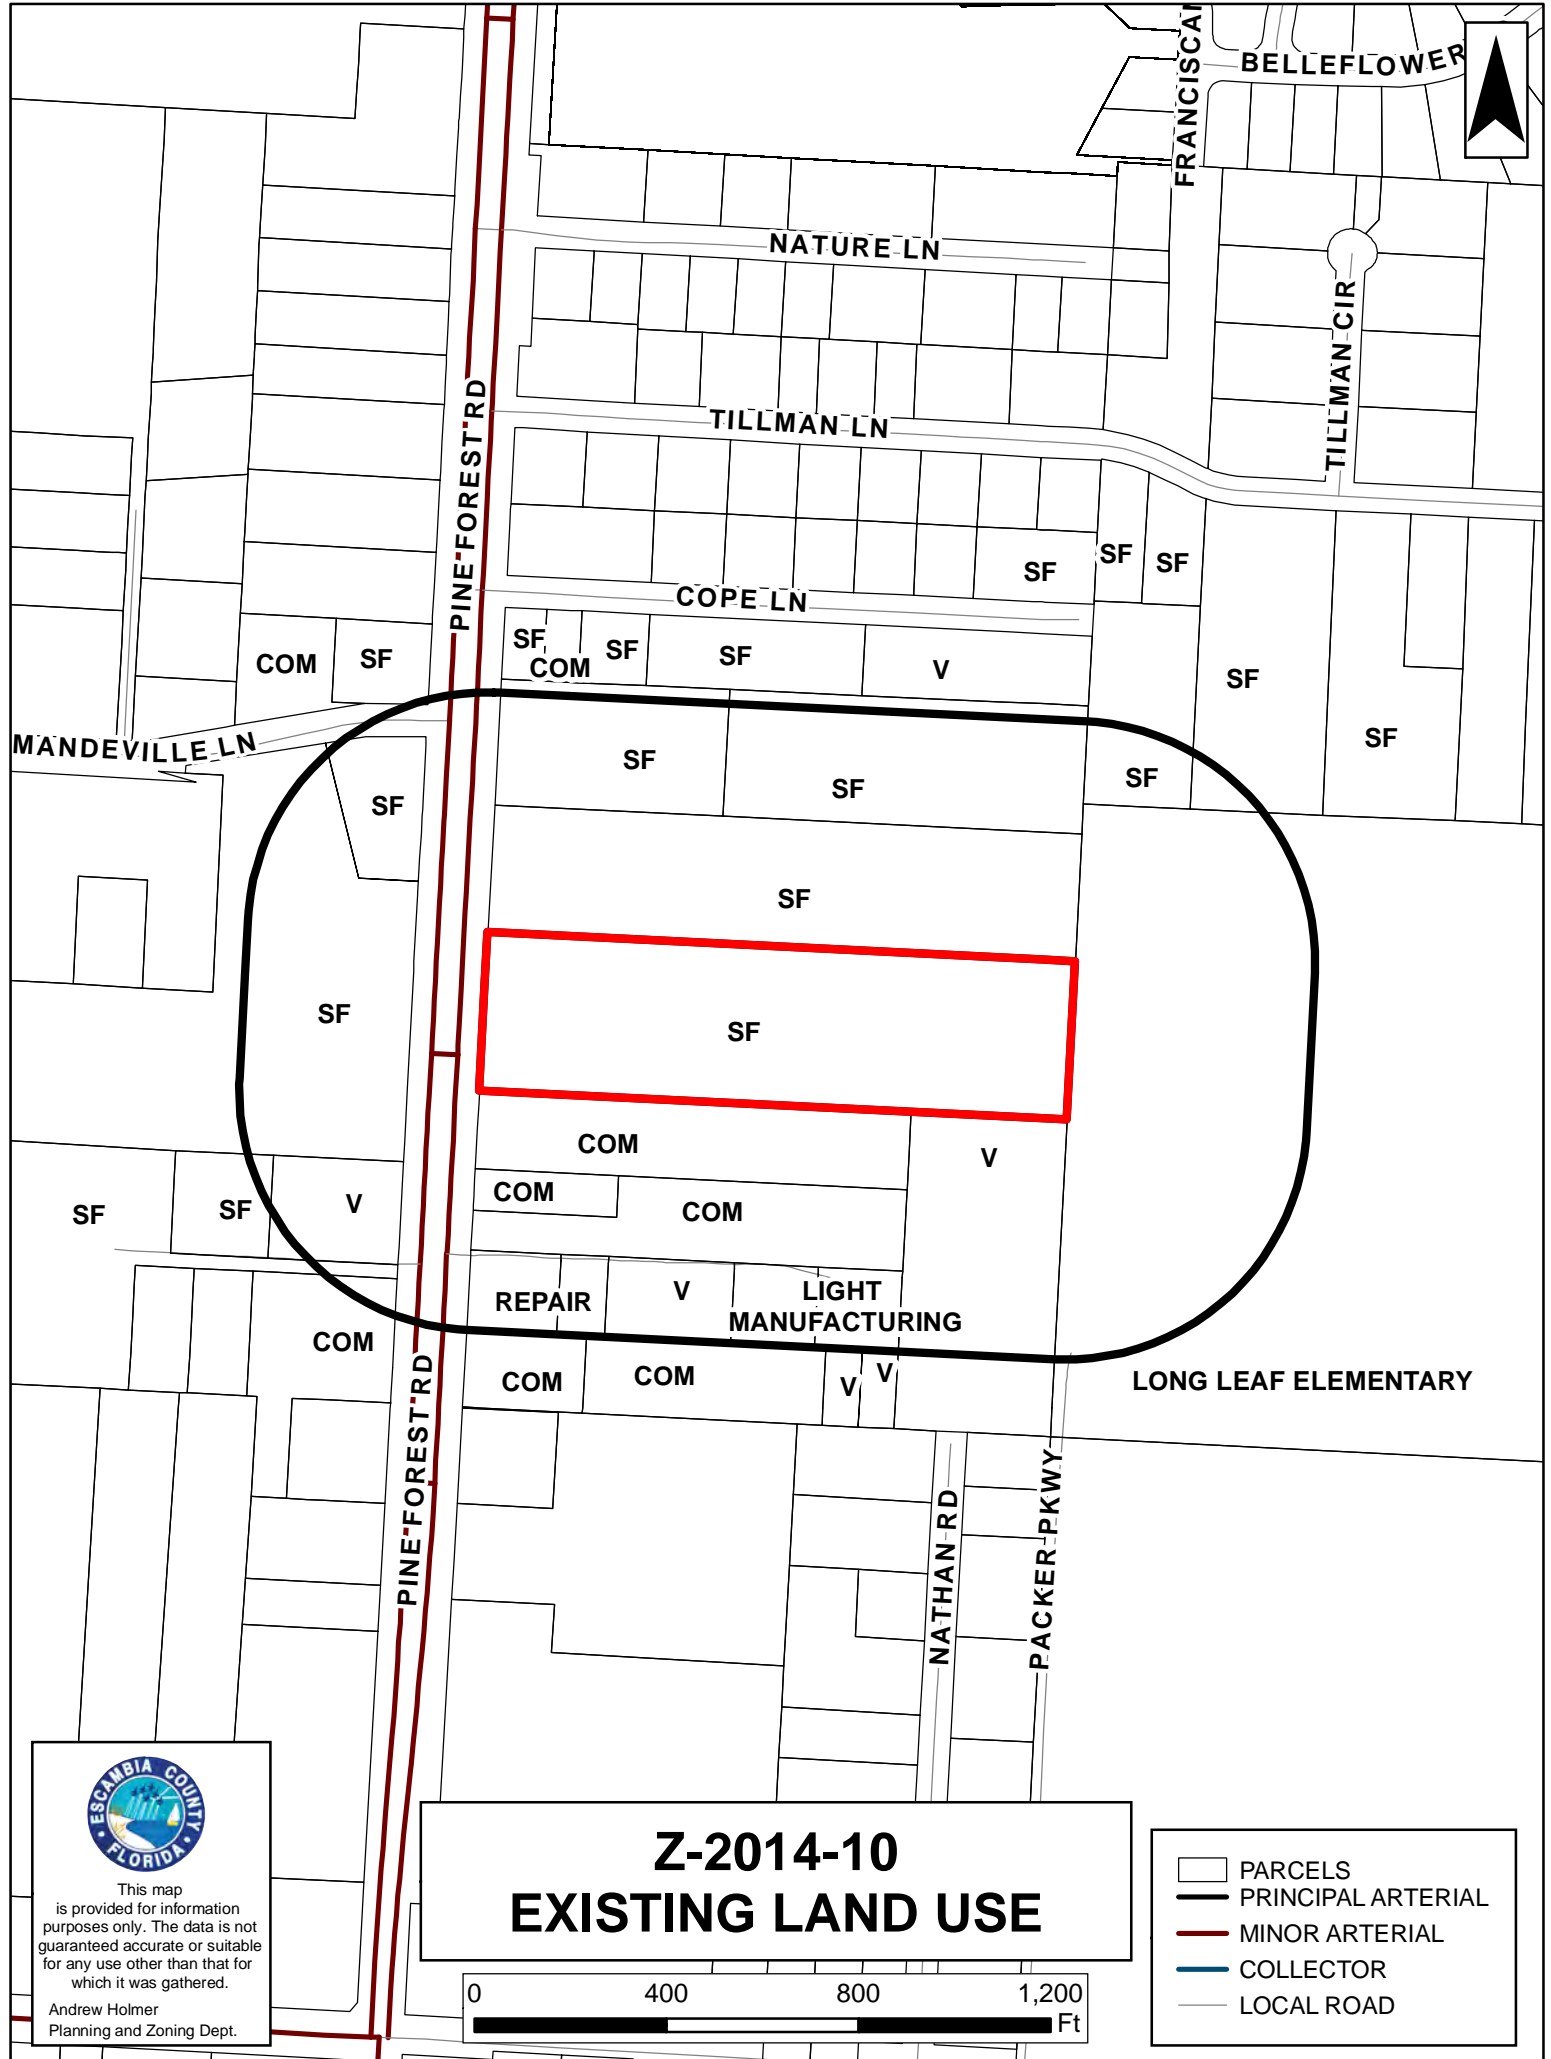 FRANCISCAN
BELLEFLOWER
NATURE LN
TILLMAN CIR
PINE FOREST RD
TILLMAN LN
SF
SF
SF
COPE LN
COM
SF
SF
COM
SF
SF
V
SF
SF
MANDEVILLE LN
SF
SF
SF
SF
SF
SF
SF
COM
V
COM
COM
SF
SF
V
REPAIR
V
LIGHT
MANUFACTURING
COM
COM
COM
V
V
LONG LEAF ELEMENTARY
PINE FOREST RD
NATHAN RD
PACKER PKWY
ESCAMBIA COUNTY
FLORIDA
This map
is provided for information
purposes only. The data is not
guaranteed accurate or suitable
for any use other than that for
which it was gathered.
Andrew Holmer
Planning and Zoning Dept.
Z-2014-10
EXISTING LAND USE
0 400 800 1,200
Ft
PARCELS
PRINCIPAL ARTERIAL
MINOR ARTERIAL
COLLECTOR
LOCAL ROAD